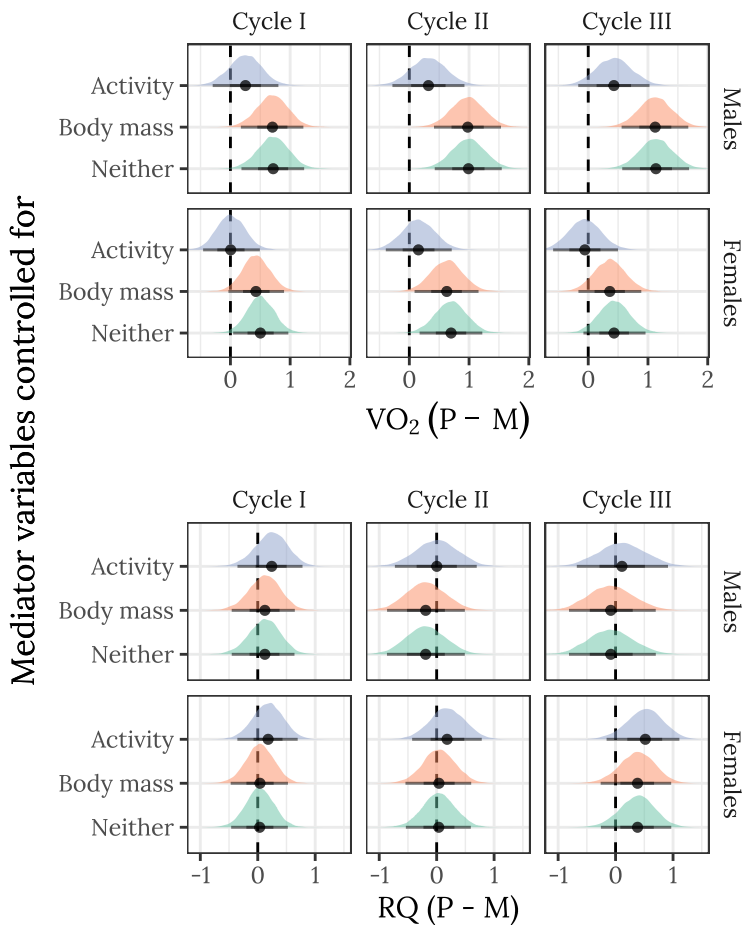 Mediator variables controlled for
Cycle I Cycle II Cycle III
Activity
Body mass
Neither
Males
Activity
Body mass
Neither
Females
0 1 2 0 1 2 0 1 2
VO₂ (P − M)
Cycle I Cycle II Cycle III
Activity
Body mass
Neither
Males
Activity
Body mass
Neither
Females
-1 0 1 -1 0 1 -1 0 1
RQ (P − M)